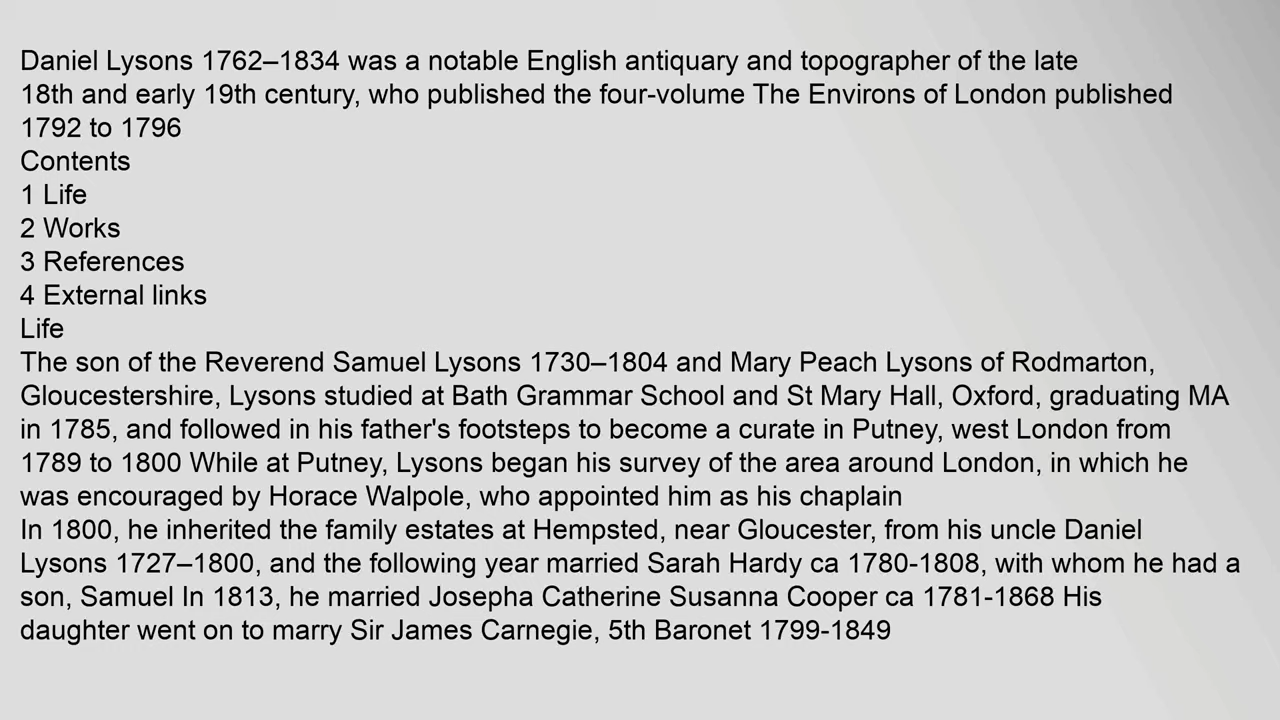 Daniel Lysons 1762–1834 was a notable English antiquary and topographer of the late
18th and early 19th century, who published the four-volume The Environs of London published
1792 to 1796
Contents
1 Life
2 Works
3 References
4 External links
Life
The son of the Reverend Samuel Lysons 1730–1804 and Mary Peach Lysons of Rodmarton,
Gloucestershire, Lysons studied at Bath Grammar School and St Mary Hall, Oxford, graduating MA
in 1785, and followed in his father's footsteps to become a curate in Putney, west London from
1789 to 1800 While at Putney, Lysons began his survey of the area around London, in which he
was encouraged by Horace Walpole, who appointed him as his chaplain
In 1800, he inherited the family estates at Hempsted, near Gloucester, from his uncle Daniel
Lysons 1727–1800, and the following year married Sarah Hardy ca 1780-1808, with whom he had a
son, Samuel In 1813, he married Josepha Catherine Susanna Cooper ca 1781-1868 His
daughter went on to marry Sir James Carnegie, 5th Baronet 1799-1849